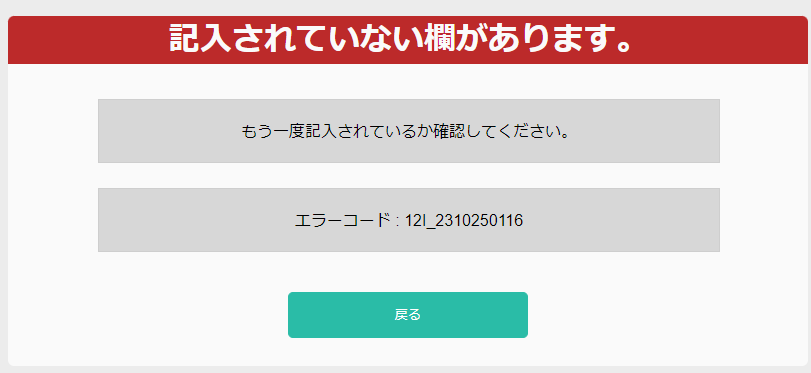 記入されていない欄があります。
もう一度記入されているか確認してください。
エラーコード : 12l_2310250116
戻る